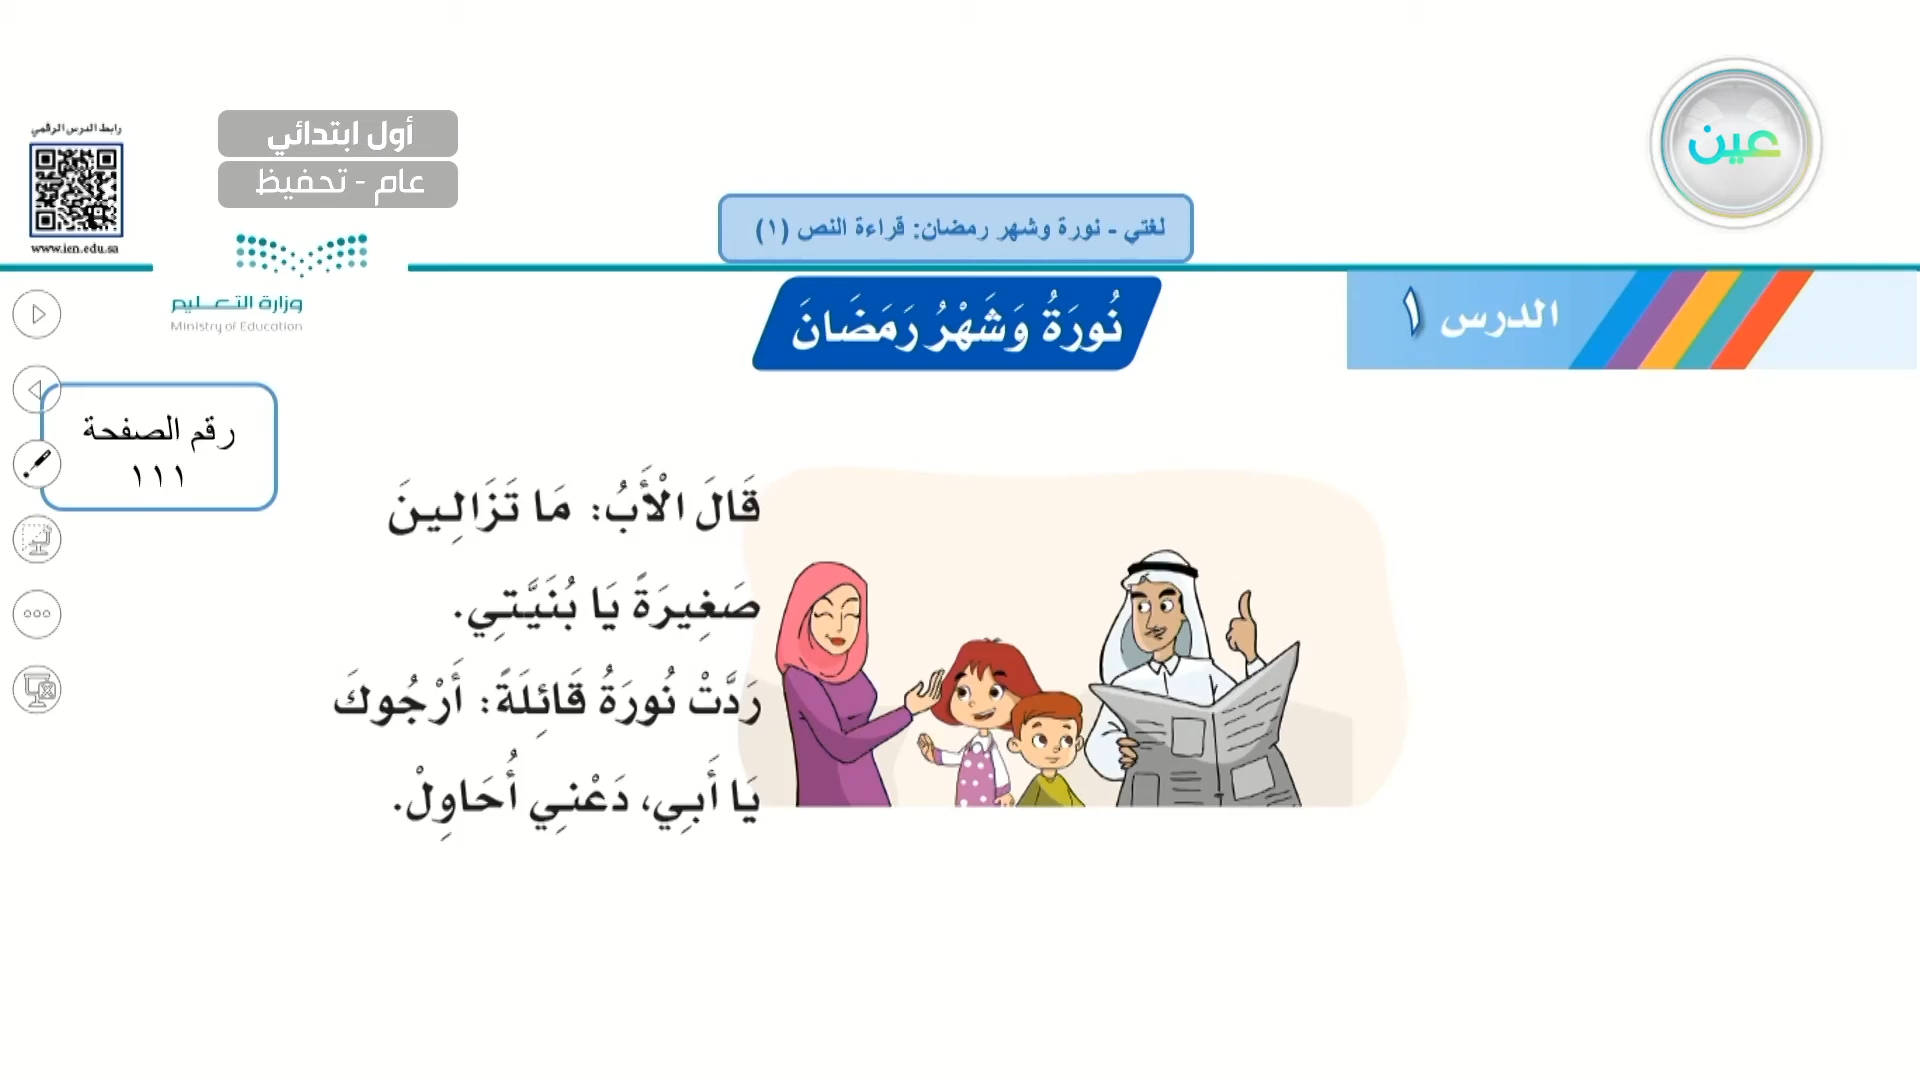 عين
رابط الدرس الرقمي
www.ien.edu.sa
أول ابتدائي
عام - تحفيظ
وزارة التعليم
Ministry of Education
لغتي - نورة وشهر رمضان: قراءة النص (١)
الدرس ١
نُورَةُ وَشَهْرُ رَمَضَانَ
رقم الصفحة
١١١
قَالَ الْأَبُ: مَا تَزَالِينَ
صَغِيرَةً يَا بُنَيَّتِي.
رَدَّتْ نُورَةُ قَائِلَةً: أَرْجُوكَ
يَا أَبِي، دَعْنِي أُحَاوِلْ.